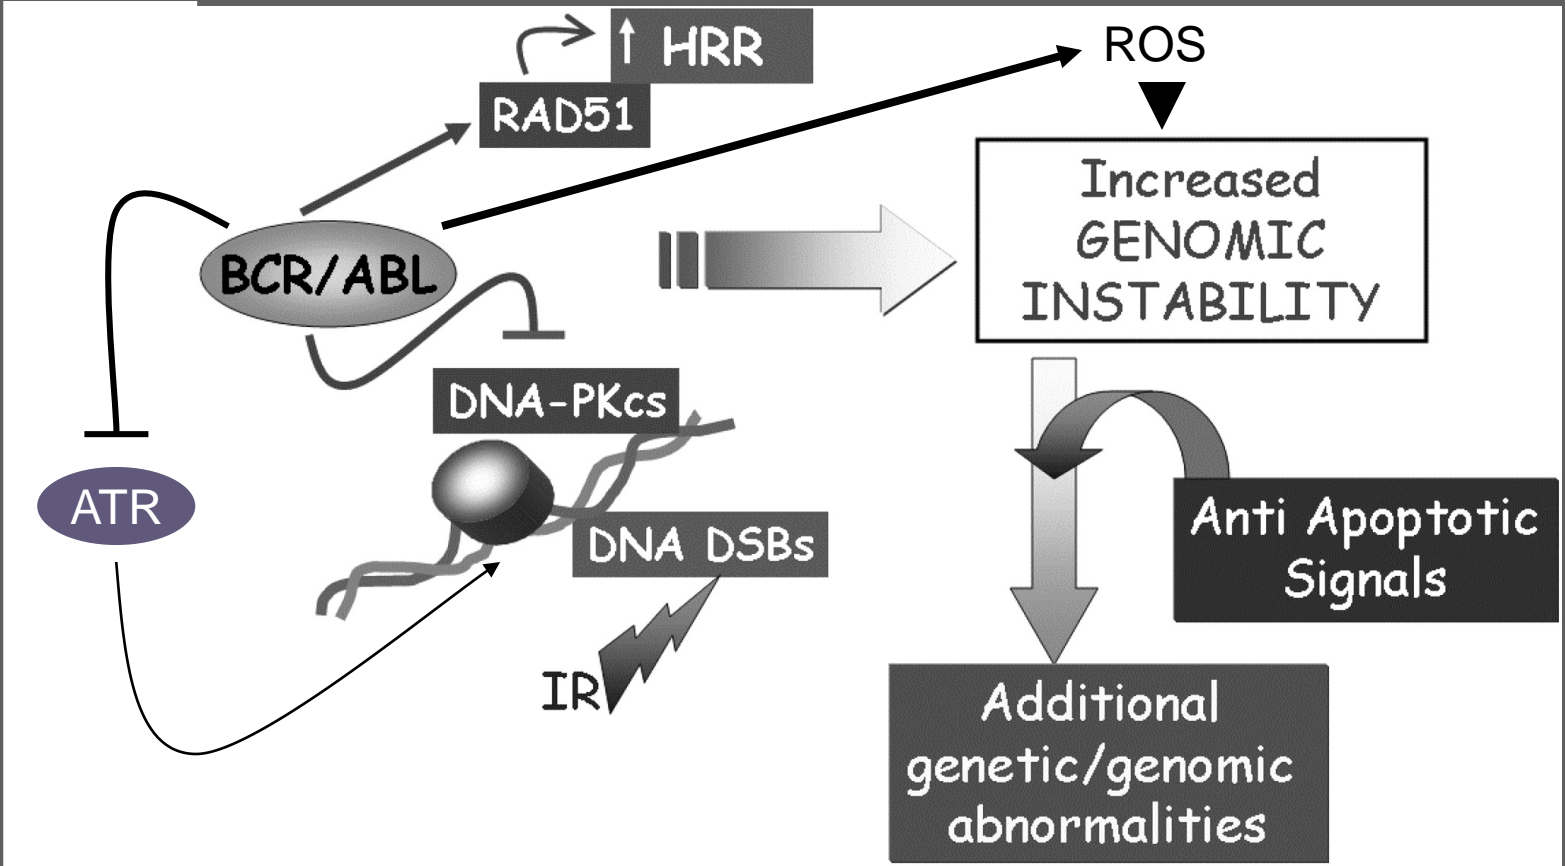 HRR
ROS
RAD51
Increased
GENOMIC
INSTABILITY
BCR/ABL
DNA-PKcs
ATR
DNA DSBs
Anti Apoptotic
Signals
IR
Additional
genetic/genomic
abnormalities